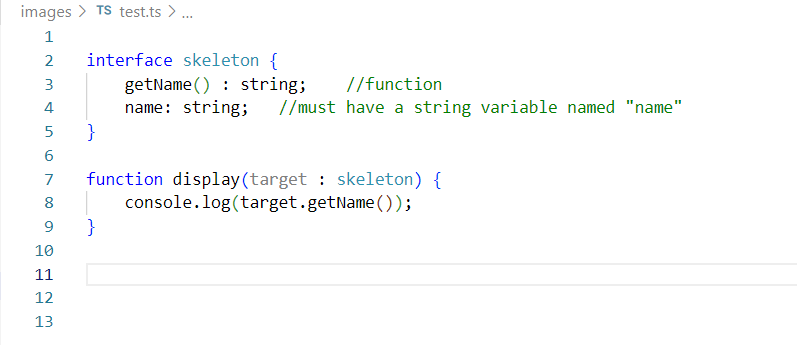 images > TS test.ts > ...
1
2 interface skeleton {
3 getName() : string; //function
4 name: string; //must have a string variable named "name"
5 }
6
7 function display(target : skeleton) {
8 console.log(target.getName());
9 }
10
11
12
13